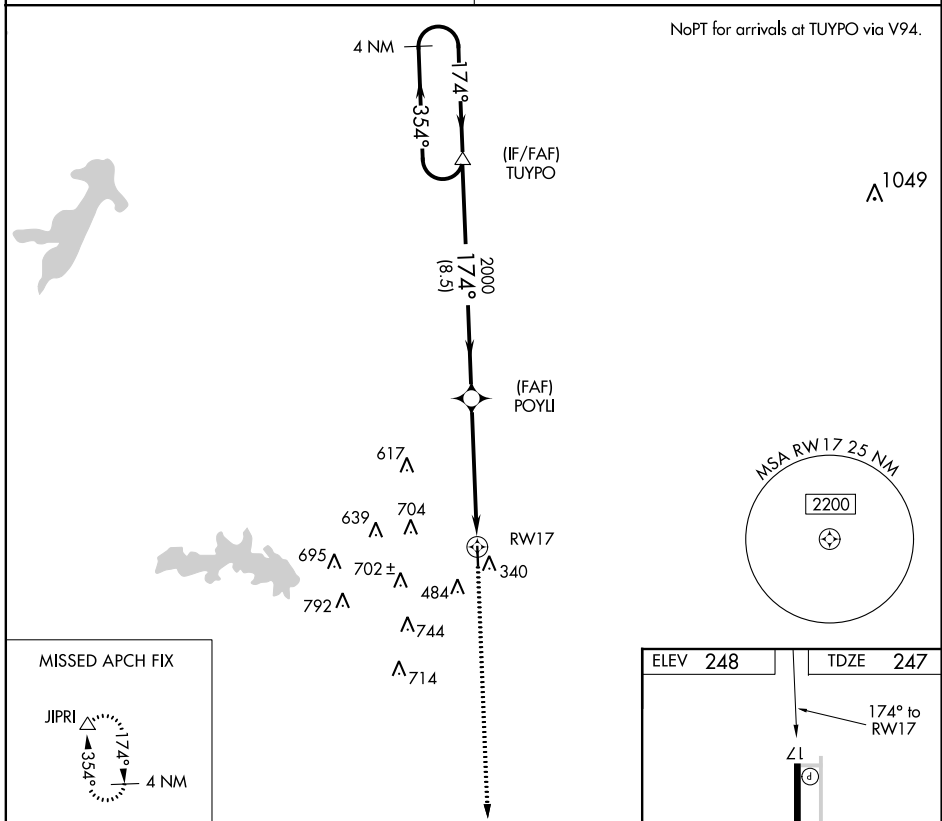 NoPT for arrivals at TUYPO via V94.
4 NM
174°
354°
(IF/FAF)
TUYPO
1049
2000
174°
(8.5)
(FAF)
POYLI
617
704
639
RW17
695
702±
340
484
792
744
714
MSA RW17 25 NM
2200
MISSED APCH FIX
JIPRI
174°
354°
4 NM
ELEV 248
TDZE 247
174° to
RW17
17
P